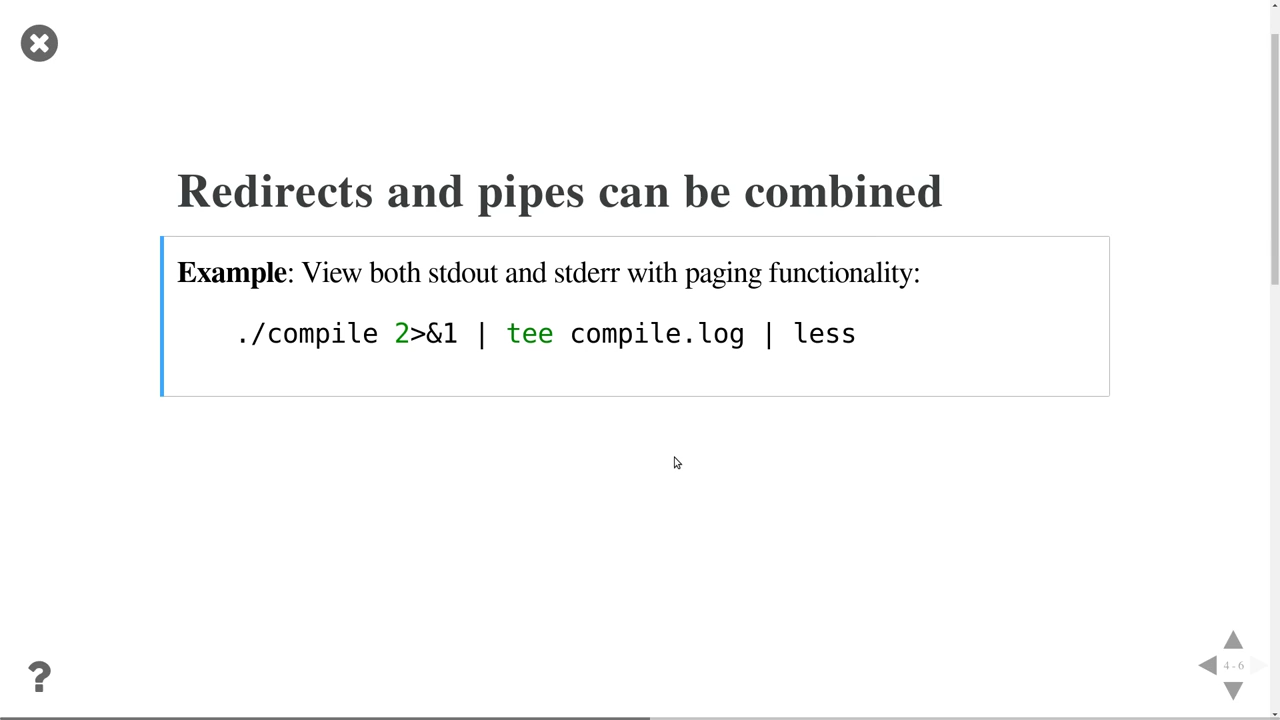 Redirects and pipes can be combined
Example: View both stdout and stderr with paging functionality:
./compile 2>&1 | tee compile.log | less
?
4 - 6